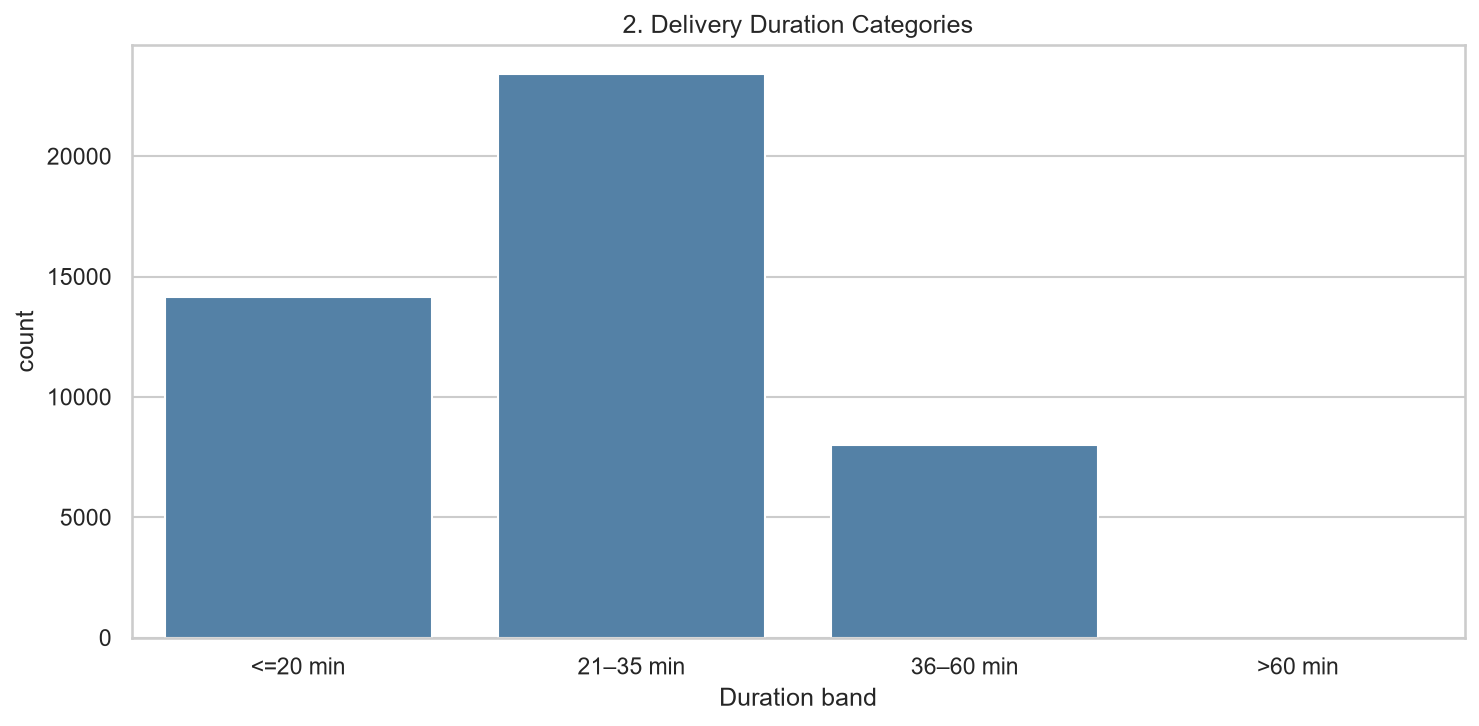 2. Delivery Duration Categories
count
20000
15000
10000
5000
0
<=20 min
21–35 min
36–60 min
>60 min
Duration band